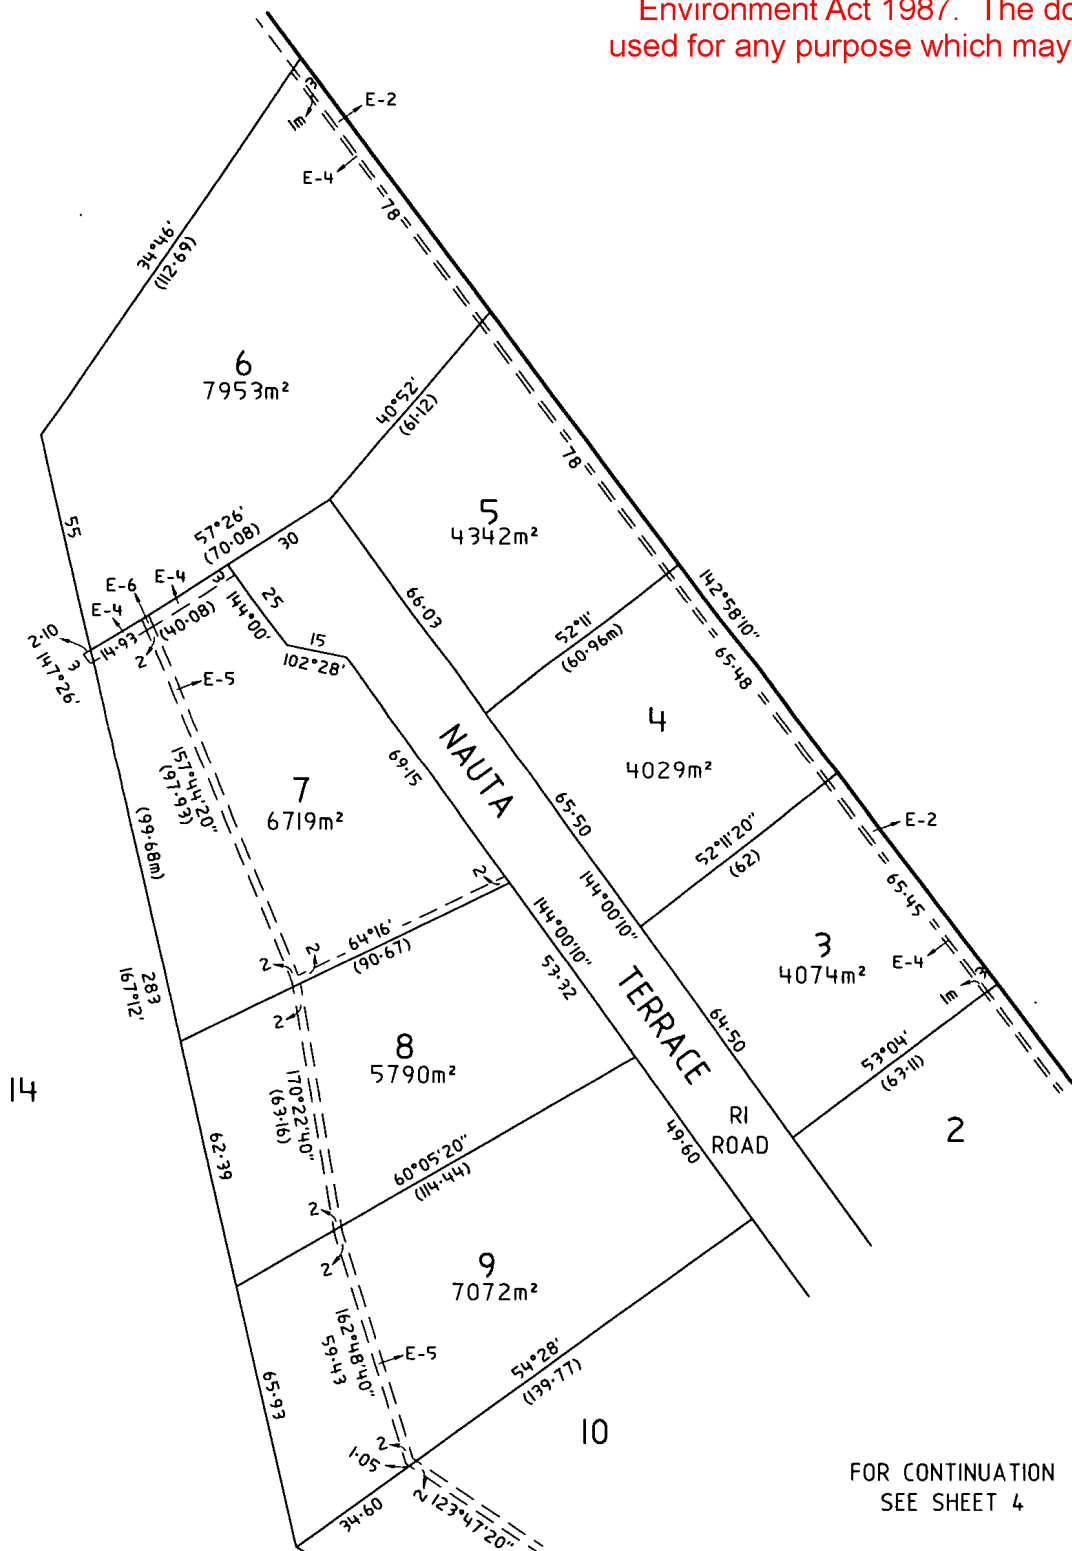 Environment Act 1987. The do
used for any purpose which may
3
1m
E-2
E-4
78
34°46'
(112·69)
6
7953m²
40°52'
(61·12)
55
57°26'
(70·08)
30
5
4342m²
78
E-6
E-4
E-4
3
25
144°00'
66·03
142°58'10"
2·10
3
14·93
(40·08)
2
147°26'
15
102°28'
52°11'
(60·96m)
65·48
E-5
4
4029m²
157°44'20"
(97·93)
7
6719m²
69·15
NAUTA
65·50
52°11'20"
(62)
E-2
(99·68m)
65·45
2
144°00'10"
144°00'10"
64°16'
(90·67)
2
2
53·32
3
4074m²
E-4
3
1m
283
167°12'
TERRACE
2
64·50
8
5790m²
53°04'
(63·11)
14
170°22'40"
(63·16)
62·39
60°05'20"
(114·44)
49·60
R1
ROAD
2
2
2
9
7072m²
162°48'40"
59·43
E-5
54°28'
(139·77)
65·93
10
2
1·05
2
123°47'20"
34·60
FOR CONTINUATION
SEE SHEET 4